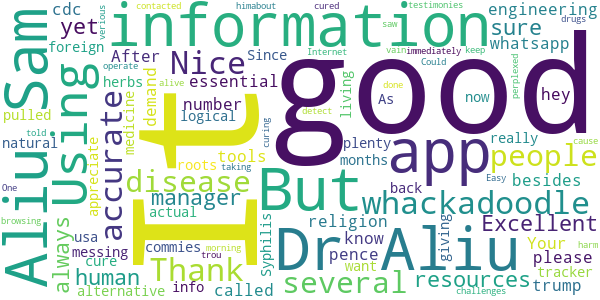 cdc yet foreign After Since
contacted cured himabout Internet testimonies saw vain immediately keep drugs
verious information engineering sure whatsapp
Nice herbs essential Could perplexed
pulled Aliu Sam Using It good
number demand logical living As now hey
medicine alive done detect
natural told accurate appreciate roots tools app people
operate curing plenty really Easy cause
One disease But months back besides
browsing always manager whackadoodle
usa actual Syphilis religion giving Excellent
messing commies taking know Your please
human Thank Dr Aliu pence want tracker
cure info morning several resources trump
alternative called trou challenges harm
I